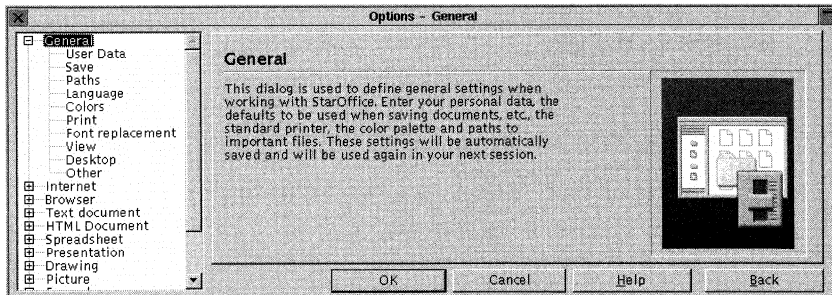 Options - General
General
User Data
Save
Paths
Language
Colors
Print
Font replacement
View
Desktop
Other
Internet
Browser
Text document
HTML Document
Spreadsheet
Presentation
Drawing
Picture
General
This dialog is used to define general settings when
working with StarOffice. Enter your personal data, the
defaults to be used when saving documents, etc., the
standard printer, the color palette and paths to
important files. These settings will be automatically
saved and will be used again in your next session.
OK
Cancel
Help
Back